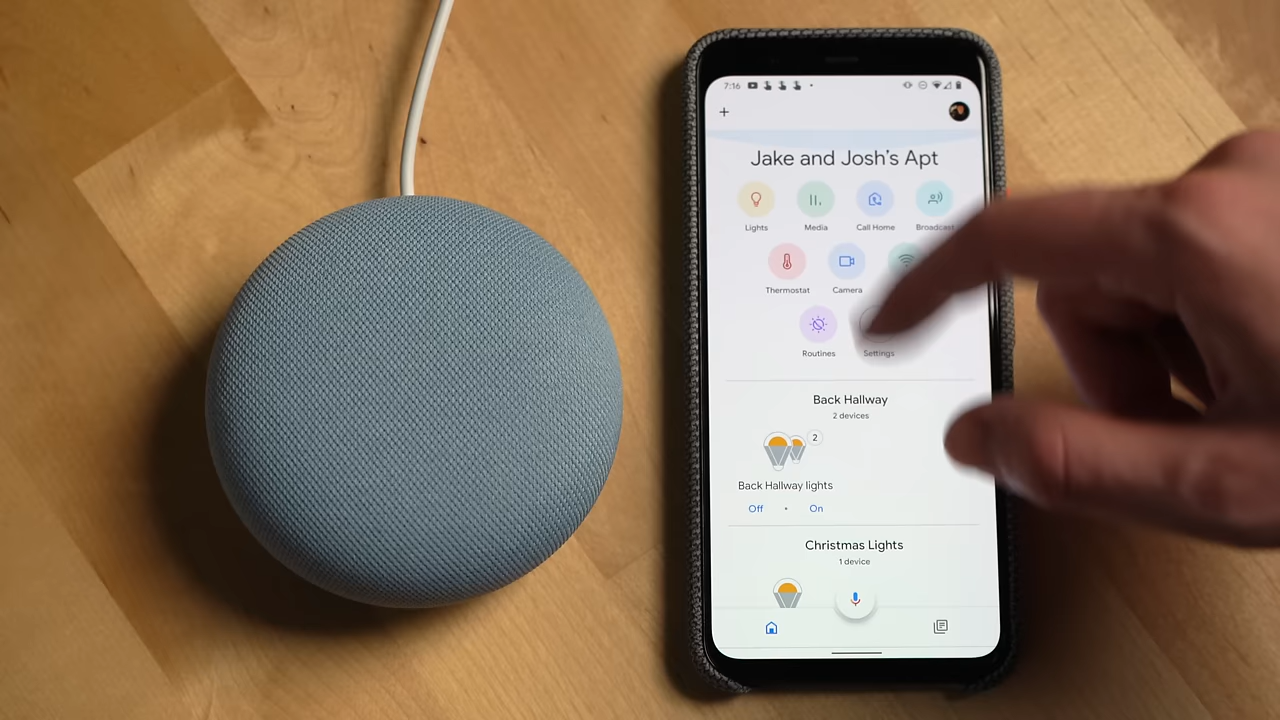 7:16
Jake and Josh's Apt
Lights Media Call Home Broadcast
Thermostat Camera
Routines Settings
Back Hallway
2 devices
2
Back Hallway lights
Off • On
Christmas Lights
1 device